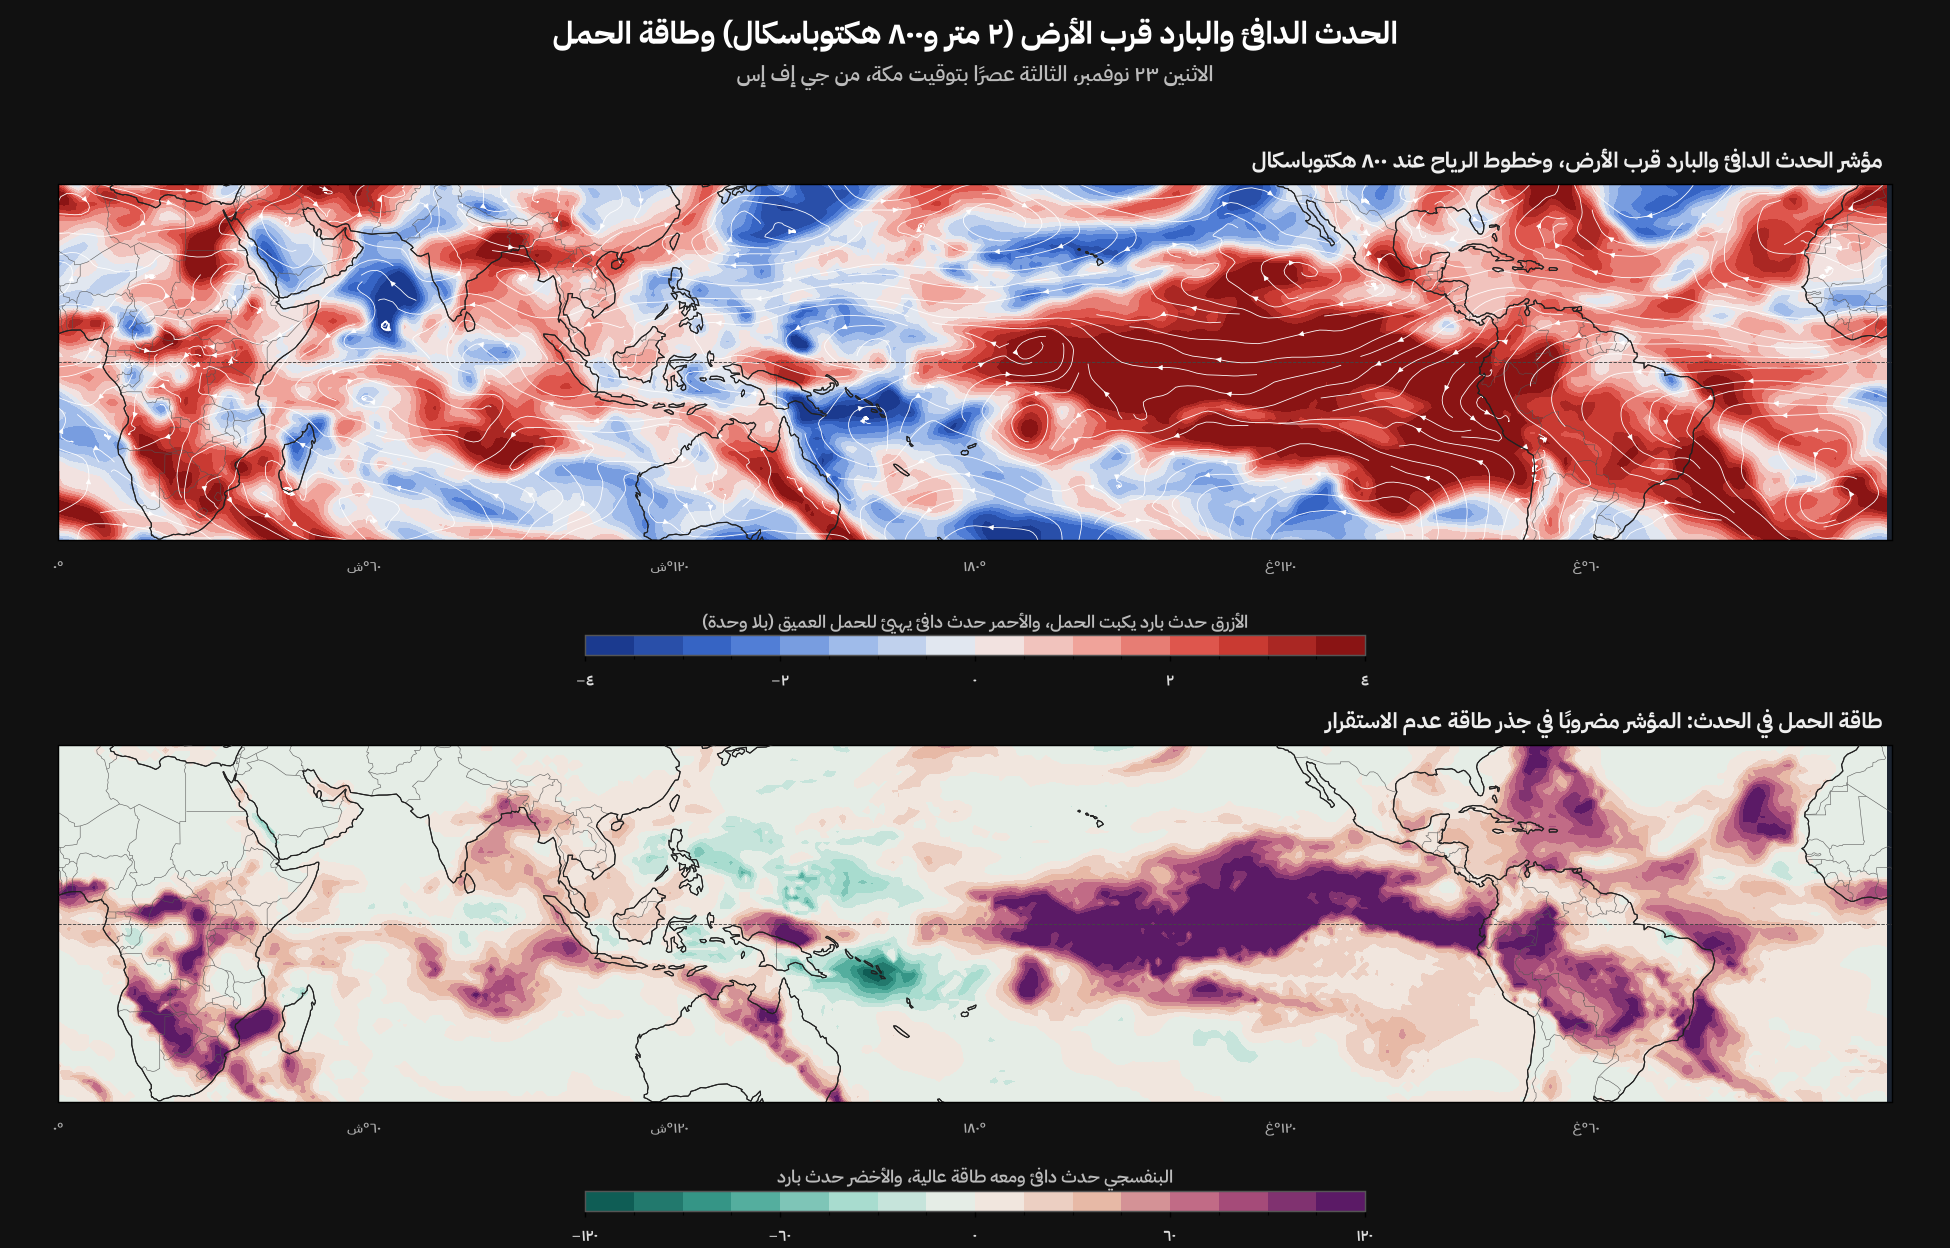 الحدث الدافئ والبارد قرب الأرض (٢ متر و٨٠٠ هكتوباسكال) وطاقة الحمل
الاثنين ٢٣ نوفمبر، الثالثة عصرًا بتوقيت مكة، من جي إف إس
مؤشر الحدث الدافئ والبارد قرب الأرض، وخطوط الرياح عند ٨٠٠ هكتوباسكال
٠° ٦٠°ش ١٢٠°ش ١٨٠° ١٢٠°غ ٦٠°غ
الأزرق حدث بارد يكبت الحمل، والأحمر حدث دافئ يهيئ للحمل العميق (بلا وحدة)
−٤ −٢ ٠ ٢ ٤
طاقة الحمل في الحدث: المؤشر مضروبًا في جذر طاقة عدم الاستقرار
٠° ٦٠°ش ١٢٠°ش ١٨٠° ١٢٠°غ ٦٠°غ
البنفسجي حدث دافئ ومعه طاقة عالية، والأخضر حدث بارد
−١٢٠ −٦٠ ٠ ٦٠ ١٢٠